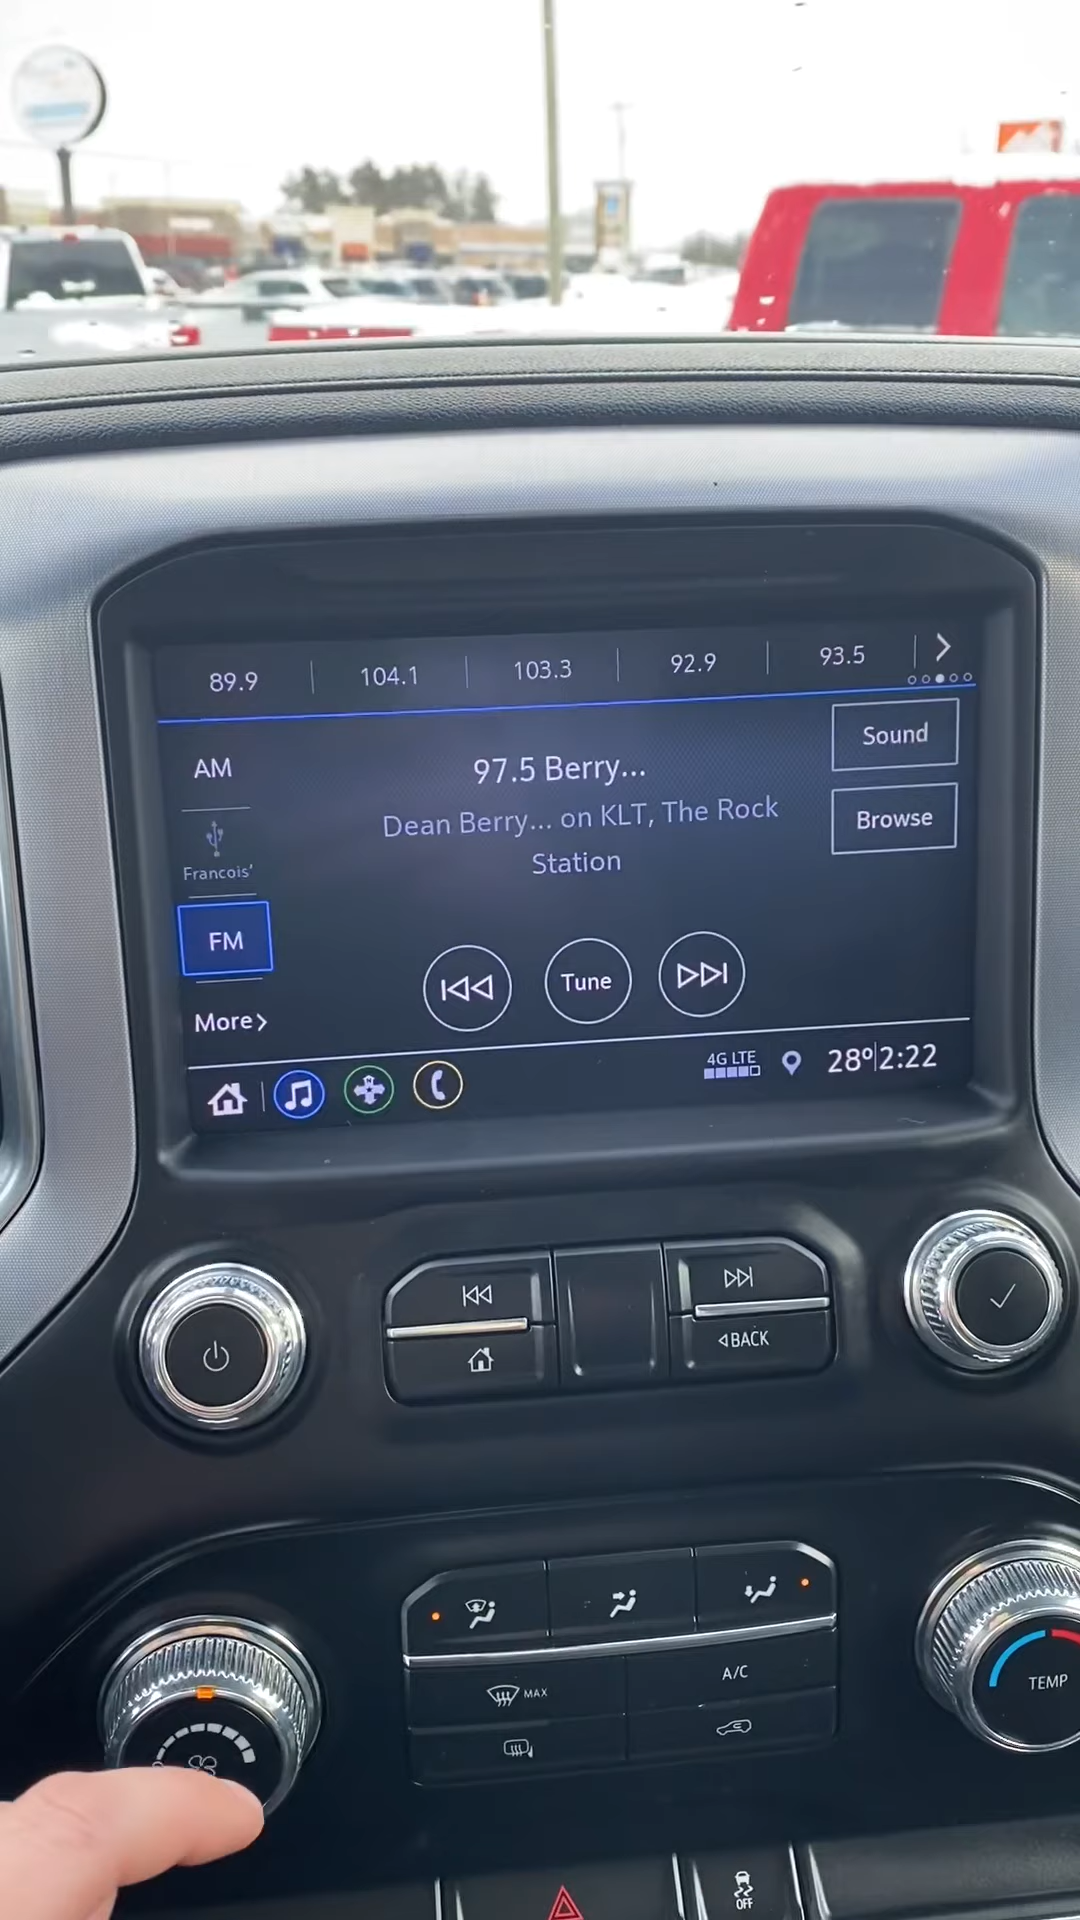 89.9 104.1 103.3 92.9 93.5
AM
97.5 Berry...
Sound
Dean Berry... on KLT, The Rock
Station
Browse
Francois'
FM
Tune
More
4G LTE
28° 2:22
BACK
MAX
A/C
TEMP
OFF